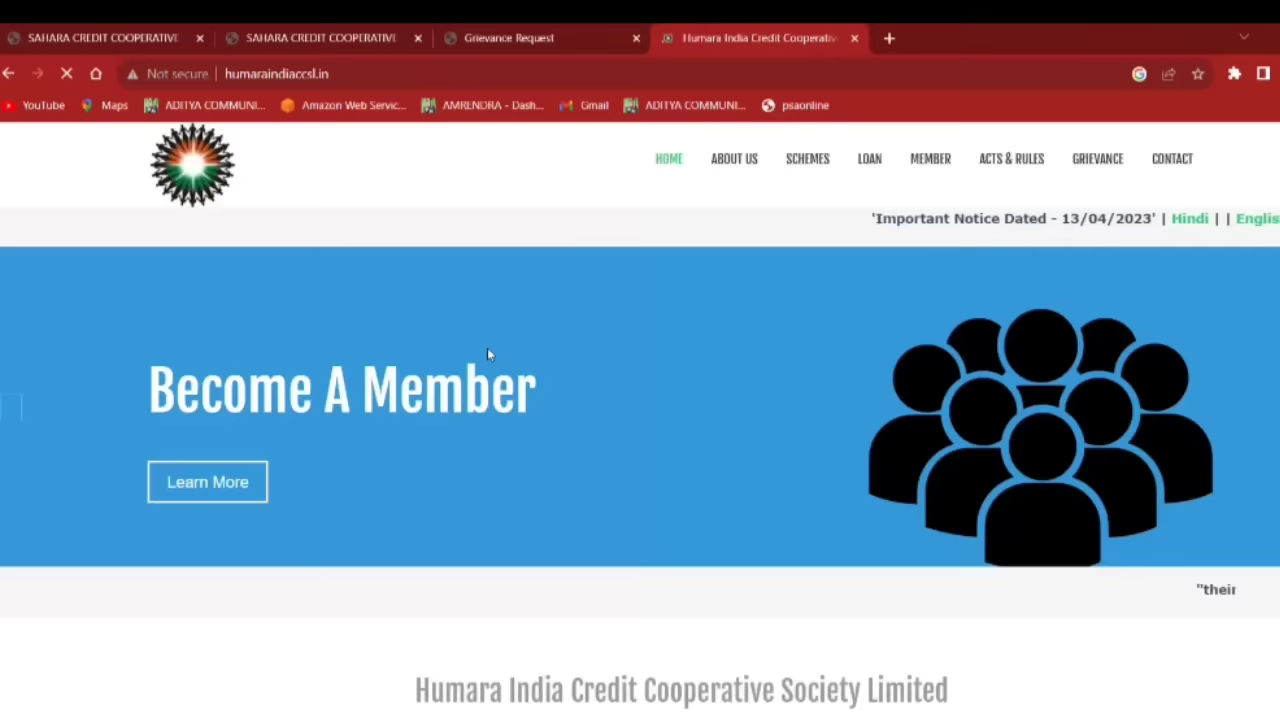 SAHARA CREDIT COOPERATIVE
SAHARA CREDIT COOPERATIVE
Grievance Request
Humara India Credit Cooperativ
Not secure
humaraindiaccsl.in
YouTube
Maps
ADITYA COMMUNI...
Amazon Web Servic...
AMRENDRA - Dash...
Gmail
ADITYA COMMUNI...
psaonline
HOME
ABOUT US
SCHEMES
LOAN
MEMBER
ACTS & RULES
GRIEVANCE
CONTACT
'Important Notice Dated - 13/04/2023' | Hindi | | Englis
Become A Member
Learn More
"their
Humara India Credit Cooperative Society Limited